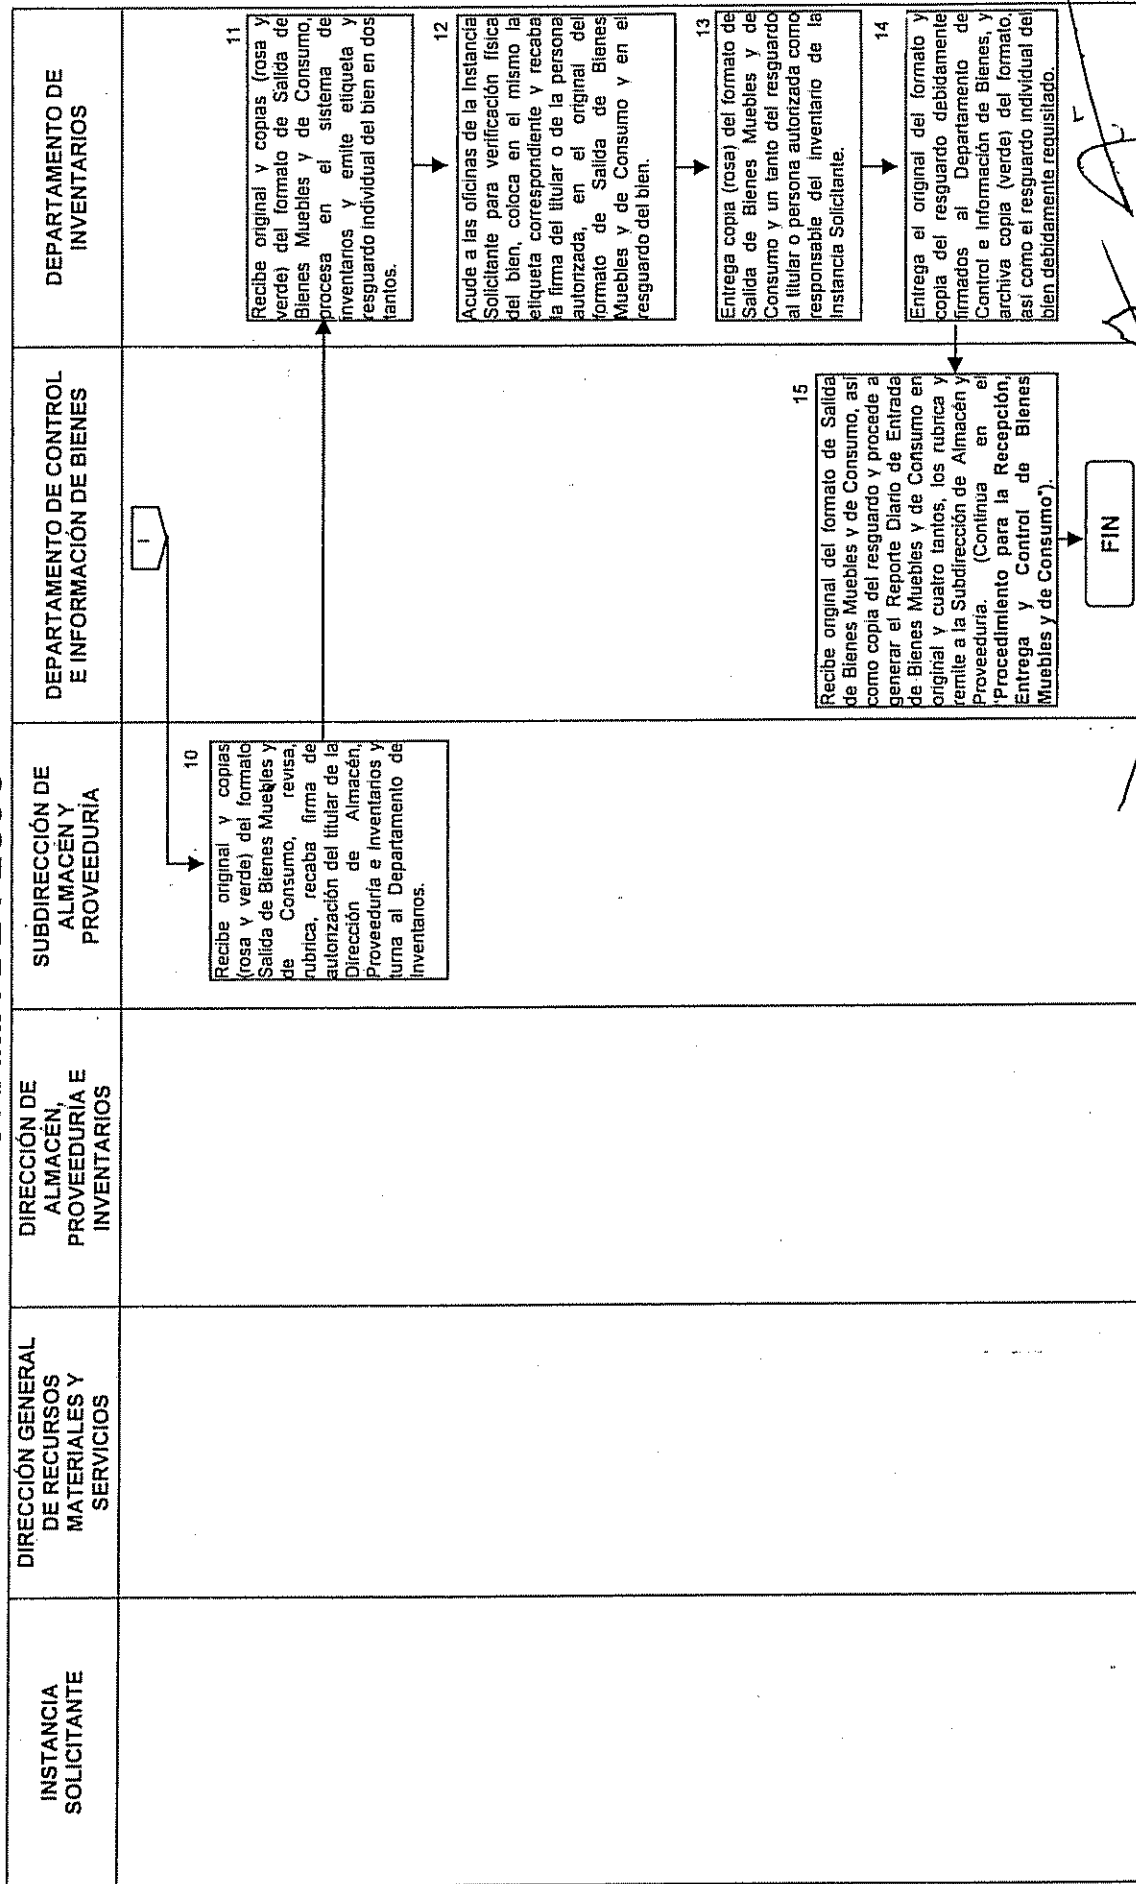 INSTANCIA
SOLICITANTE
DIRECCIÓN GENERAL
DE RECURSOS
MATERIALES Y
SERVICIOS
DIRECCIÓN DE
ALMACÉN,
PROVEEDURÍA E
INVENTARIOS
SUBDIRECCIÓN DE
ALMACÉN Y
PROVEEDURÍA
DEPARTAMENTO DE CONTROL
E INFORMACIÓN DE BIENES
DEPARTAMENTO DE
INVENTARIOS
10
Recibe original y copias
(rosa y verde) del formato
Salida de Bienes Muebles y
de Consumo, revisa,
rubrica, recaba firma de
autorización del titular de la
Dirección de Almacén,
Proveeduría e Inventarios y
turna al Departamento de
Inventarios.
11
Recibe original y copias (rosa y
verde) del formato de Salida de
Bienes Muebles y de Consumo,
procesa en el sistema de
inventarios y emite etiqueta y
resguardo individual del bien en dos
tantos.
12
Acude a las oficinas de la Instancia
Solicitante para verificación física
del bien, coloca en el mismo la
etiqueta correspondiente y recaba
la firma del titular o de la persona
autorizada, en el original del
formato de Salida de Bienes
Muebles y de Consumo y en el
resguardo del bien.
13
Entrega copia (rosa) del formato de
Salida de Bienes Muebles y de
Consumo y un tanto del resguardo
al titular o persona autorizada como
responsable del inventario de la
Instancia Solicitante.
14
Entrega el original del formato y
copia del resguardo debidamente
firmados al Departamento de
Control e Información de Bienes, y
archiva copia (verde) del formato,
así como el resguardo individual del
bien debidamente requisitado.
15
Recibe original del formato de Salida
de Bienes Muebles y de Consumo, así
como copia del resguardo y procede a
generar el Reporte Diario de Entrada
de Bienes Muebles y de Consumo en
original y cuatro tantos, los rubrica y
remite a la Subdirección de Almacén y
Proveeduría. (Continúa en el
"Procedimiento para la Recepción,
Entrega y Control de Bienes
Muebles y de Consumo").
FIN